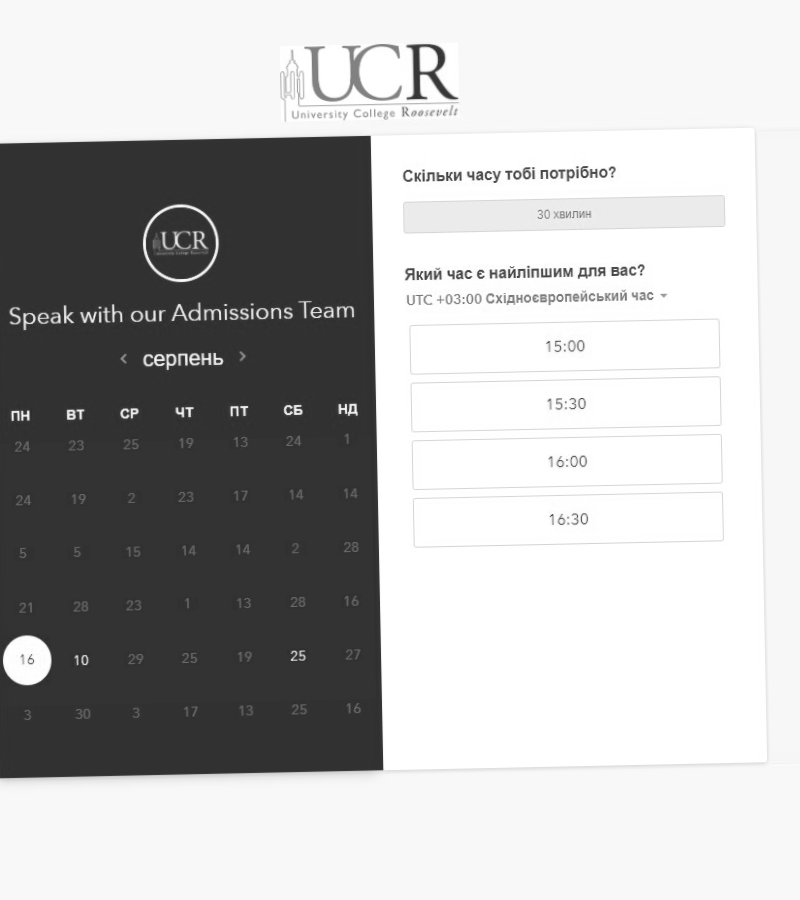 UCR
University College Roosevelt
UCR
Speak with our Admissions Team
серпень
ПН ВТ СР ЧТ ПТ СБ НД
24 23 25 19 13 24 1
24 19 2 23 17 14 14
5 5 15 14 14 2 28
21 28 23 1 13 28 16
16 10 29 25 19 25 27
3 30 3 17 13 25 16
Скільки часу тобі потрібно?
30 хвилин
Який час є найліпшим для вас?
UTC +03:00 Східноєвропейський час
15:00
15:30
16:00
16:30